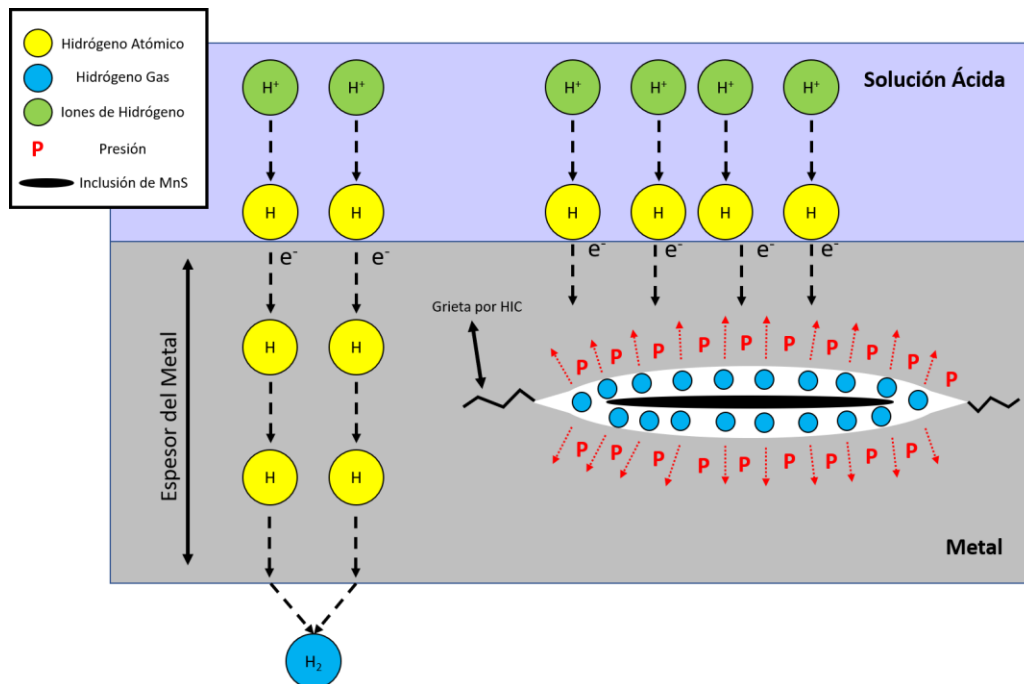 Hidrógeno Atómico
Hidrógeno Gas
Iones de Hidrógeno
P Presión
Inclusión de MnS
Solución Ácida
H⁺ H⁺ H⁺ H⁺ H⁺ H⁺
H H H H H H
e⁻ e⁻ e⁻ e⁻ e⁻ e⁻
Espesor del Metal
Grieta por HIC
H H
P P P P P P P P P P
P P P P P P P P P
H H
Metal
H₂